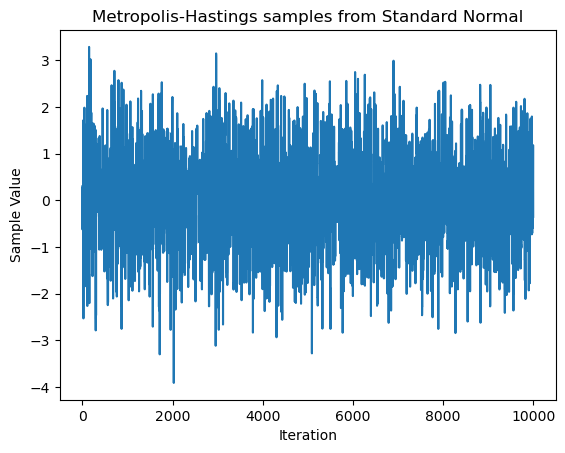 Metropolis-Hastings samples from Standard Normal
3
2
1
0
−1
−2
−3
−4
Sample Value
0 2000 4000 6000 8000 10000
Iteration